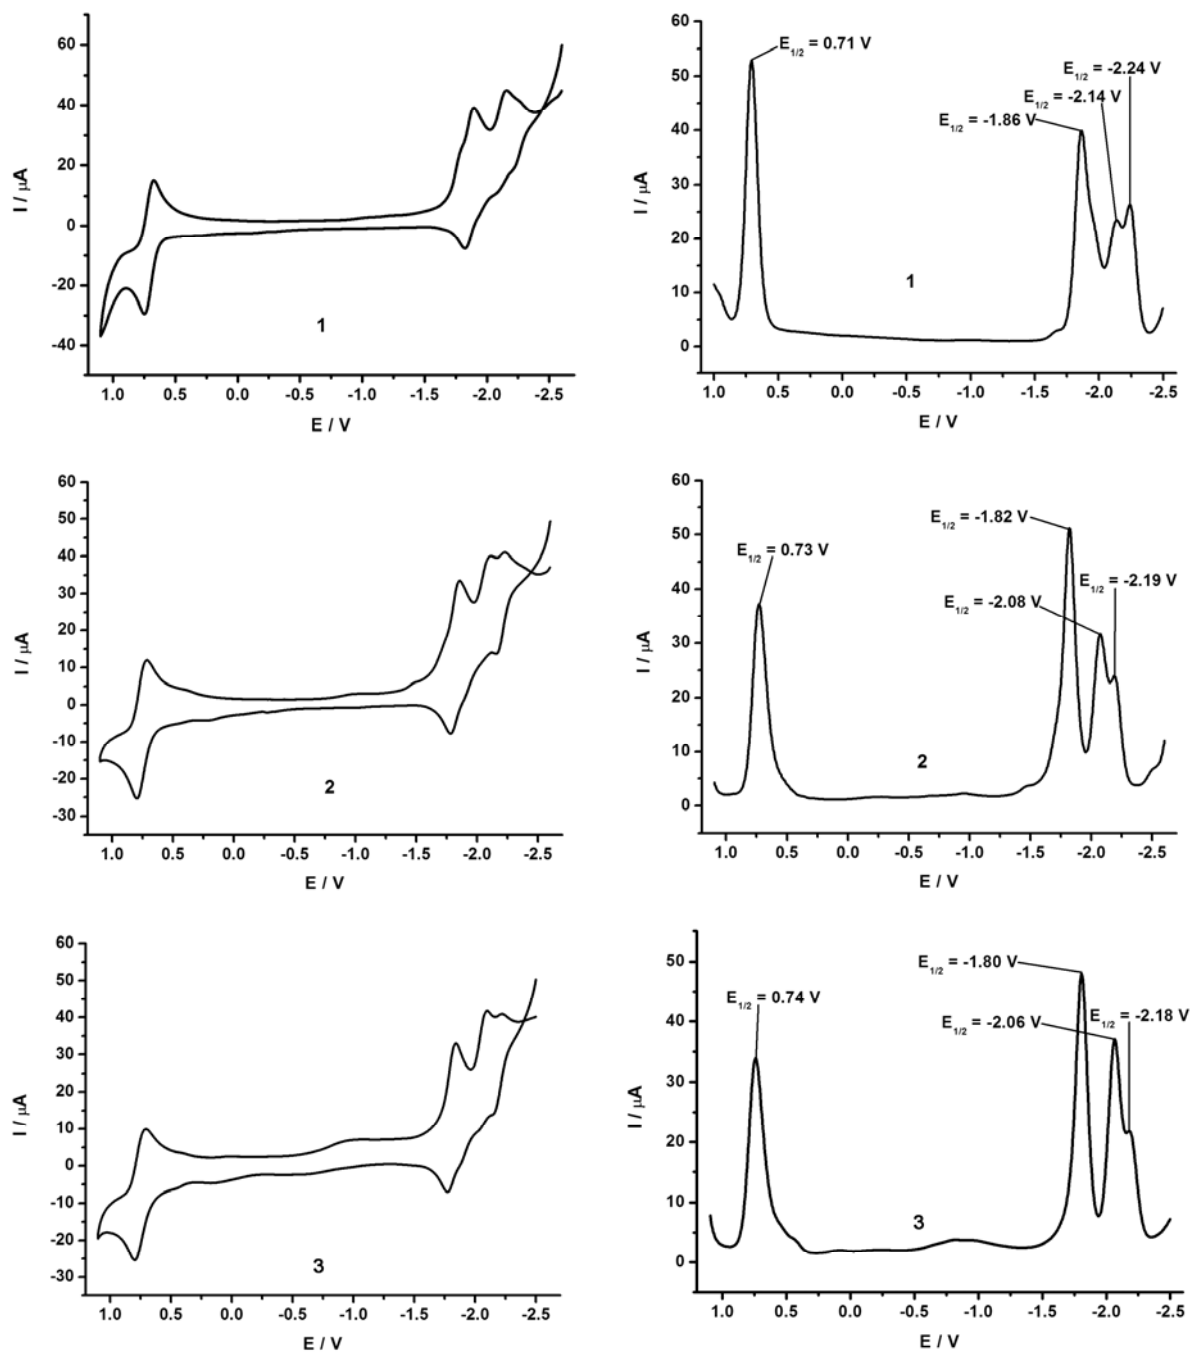 60
40
20
0
-20
-40
I / μA
1.0 0.5 0.0 -0.5 -1.0 -1.5 -2.0 -2.5
E / V
1
60
50
40
30
20
10
0
I / μA
E1/2 = 0.71 V
E1/2 = -2.24 V
E1/2 = -2.14 V
E1/2 = -1.86 V
1
1.0 0.5 0.0 -0.5 -1.0 -1.5 -2.0 -2.5
E / V
60
50
40
30
20
10
0
-10
-20
-30
I / μA
2
1.0 0.5 0.0 -0.5 -1.0 -1.5 -2.0 -2.5
E / V
60
50
40
30
20
10
0
I / μA
E1/2 = -1.82 V
E1/2 = 0.73 V
E1/2 = -2.19 V
E1/2 = -2.08 V
2
1.0 0.5 0.0 -0.5 -1.0 -1.5 -2.0 -2.5
E / V
60
50
40
30
20
10
0
-10
-20
-30
I / μA
3
1.0 0.5 0.0 -0.5 -1.0 -1.5 -2.0 -2.5
E / V
50
40
30
20
10
0
I / μA
E1/2 = -1.80 V
E1/2 = 0.74 V
E1/2 = -2.18 V
E1/2 = -2.06 V
3
1.0 0.5 0.0 -0.5 -1.0 -1.5 -2.0 -2.5
E / V